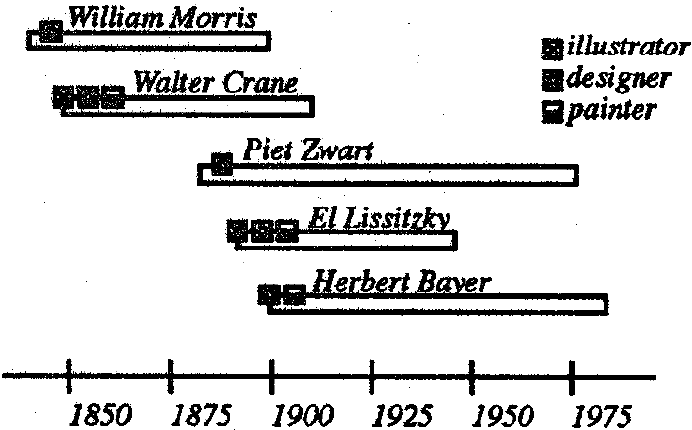 William Morris
illustrator
Walter Crane
designer
painter
Piet Zwart
El Lissitzky
Herbert Bayer
1850 1875 1900 1925 1950 1975